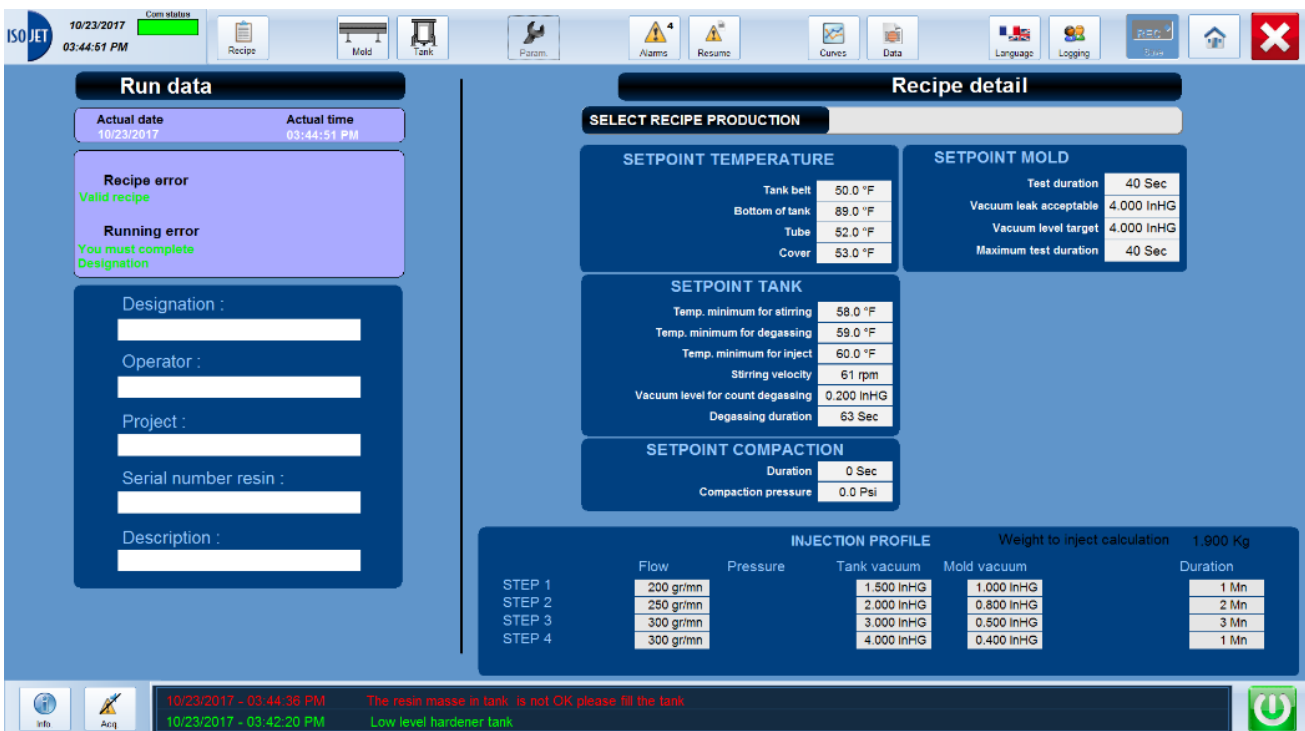 ISOJET
10/23/2017
03:44:51 PM
Com status
Recipe
Mold
Tank
Param.
4
Alarms
Resume
Curves
Data
Language
Logging
REC
Save
Run data
Actual date Actual time
10/23/2017 03:44:51 PM
Recipe error
Valid recipe
Running error
You must complete
Designation
Designation :
Operator :
Project :
Serial number resin :
Description :
Recipe detail
SELECT RECIPE PRODUCTION
SETPOINT TEMPERATURE
Tank belt 50.0 °F
Bottom of tank 89.0 °F
Tube 52.0 °F
Cover 53.0 °F
SETPOINT MOLD
Test duration 40 Sec
Vacuum leak acceptable 4.000 InHG
Vacuum level target 4.000 InHG
Maximum test duration 40 Sec
SETPOINT TANK
Temp. minimum for stirring 58.0 °F
Temp. minimum for degassing 59.0 °F
Temp. minimum for inject 60.0 °F
Stirring velocity 61 rpm
Vacuum level for count degassing 0.200 InHG
Degassing duration 63 Sec
SETPOINT COMPACTION
Duration 0 Sec
Compaction pressure 0.0 Psi
INJECTION PROFILE Weight to inject calculation 1.900 Kg
Flow Pressure Tank vacuum Mold vacuum Duration
STEP 1 200 gr/mn 1.500 InHG 1.000 InHG 1 Mn
STEP 2 250 gr/mn 2.000 InHG 0.800 InHG 2 Mn
STEP 3 300 gr/mn 3.000 InHG 0.500 InHG 3 Mn
STEP 4 300 gr/mn 4.000 InHG 0.400 InHG 1 Mn
Info
Acq.
10/23/2017 - 03:44:36 PM The resin masse in tank is not OK please fill the tank
10/23/2017 - 03:42:20 PM Low level hardener tank